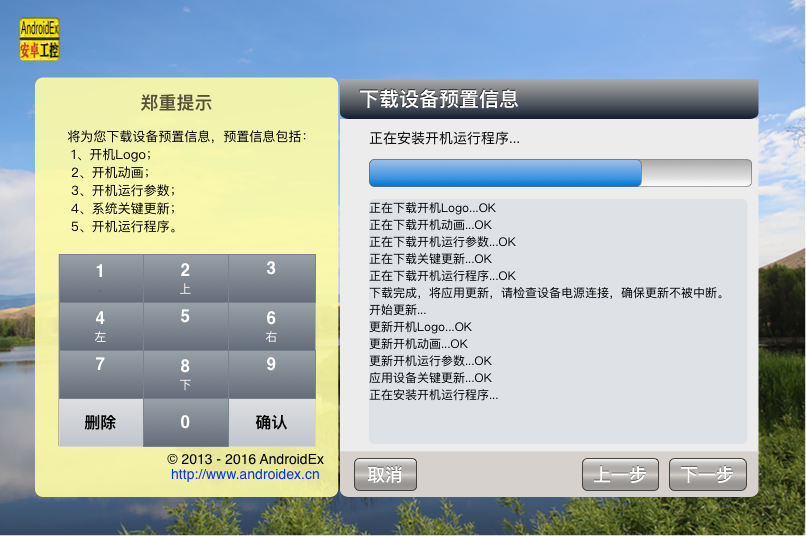 AndroidEx
安卓工控
郑重提示
将为您下载设备预置信息，预置信息包括：
1、开机Logo；
2、开机动画；
3、开机运行参数；
4、系统关键更新；
5、开机运行程序。
1
2
上
3
4
左
5
6
右
7
8
下
9
删除
0
确认
© 2013 - 2016 AndroidEx
http://www.androidex.cn
下载设备预置信息
正在安装开机运行程序...
正在下载开机Logo...OK
正在下载开机动画...OK
正在下载开机运行参数...OK
正在下载关键更新...OK
正在下载开机运行程序...OK
下载完成，将应用更新，请检查设备电源连接，确保更新不被中断。
开始更新...
更新开机Logo...OK
更新开机动画...OK
更新开机运行参数...OK
应用设备关键更新...OK
正在安装开机运行程序...
取消
上一步
下一步